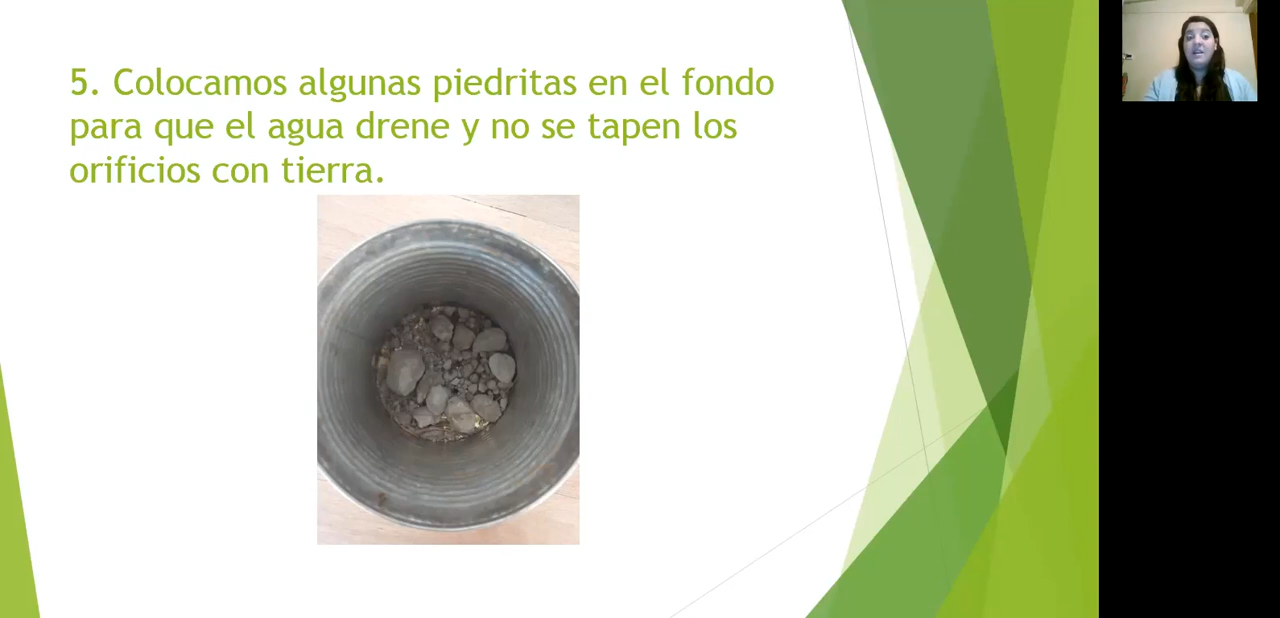 5. Colocamos algunas piedritas en el fondo
para que el agua drene y no se tapen los
orificios con tierra.